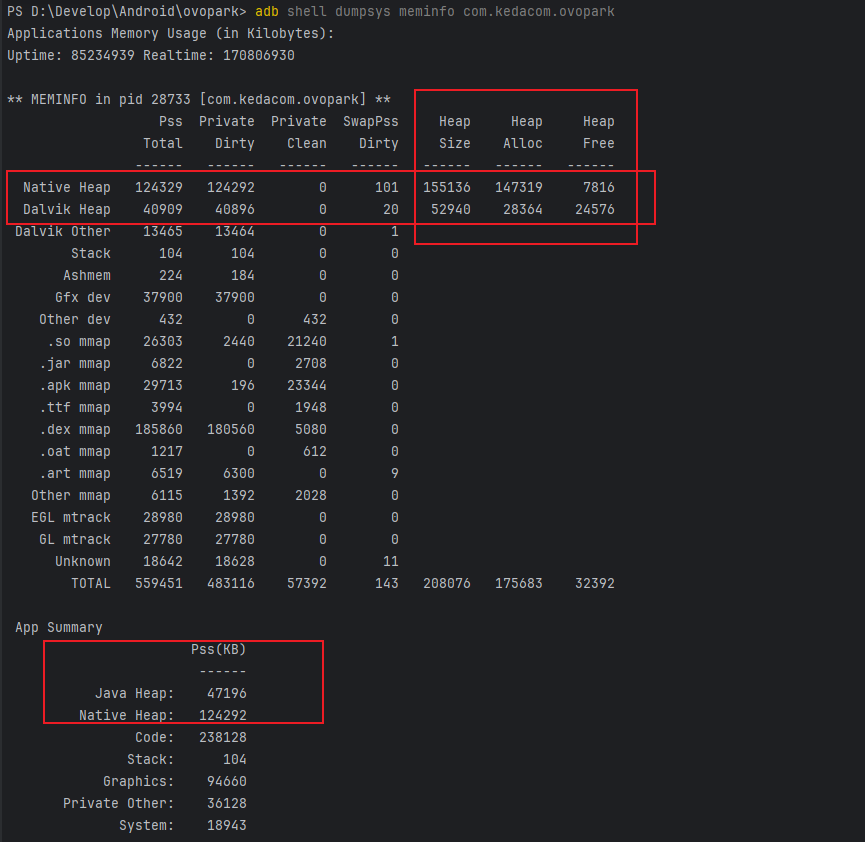 PS D:\Develop\Android\ovopark> adb shell dumpsys meminfo com.kedacom.ovopark
Applications Memory Usage (in Kilobytes):
Uptime: 85234939 Realtime: 170806930
** MEMINFO in pid 28733 [com.kedacom.ovopark] **
Pss Private Private SwapPss Heap Heap Heap
Total Dirty Clean Dirty Size Alloc Free
------ ------ ------ ------ ------ ------ ------
Native Heap 124329 124292 0 101 155136 147319 7816
Dalvik Heap 40909 40896 0 20 52940 28364 24576
Dalvik Other 13465 13464 0 1
Stack 104 104 0 0
Ashmem 224 184 0 0
Gfx dev 37900 37900 0 0
Other dev 432 0 432 0
.so mmap 26303 2440 21240 1
.jar mmap 6822 0 2708 0
.apk mmap 29713 196 23344 0
.ttf mmap 3994 0 1948 0
.dex mmap 185860 180560 5080 0
.oat mmap 1217 0 612 0
.art mmap 6519 6300 0 9
Other mmap 6115 1392 2028 0
EGL mtrack 28980 28980 0 0
GL mtrack 27780 27780 0 0
Unknown 18642 18628 0 11
TOTAL 559451 483116 57392 143 208076 175683 32392
App Summary
Pss(KB)
------
Java Heap: 47196
Native Heap: 124292
Code: 238128
Stack: 104
Graphics: 94660
Private Other: 36128
System: 18943